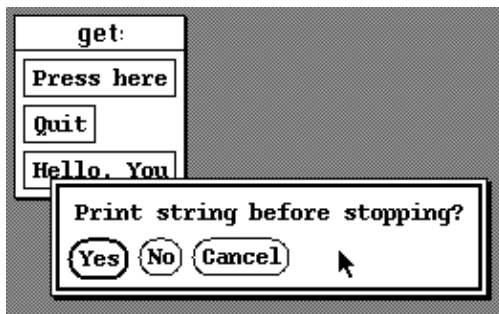 get:
Press here
Quit
Hello, You
Print string before stopping?
Yes No Cancel